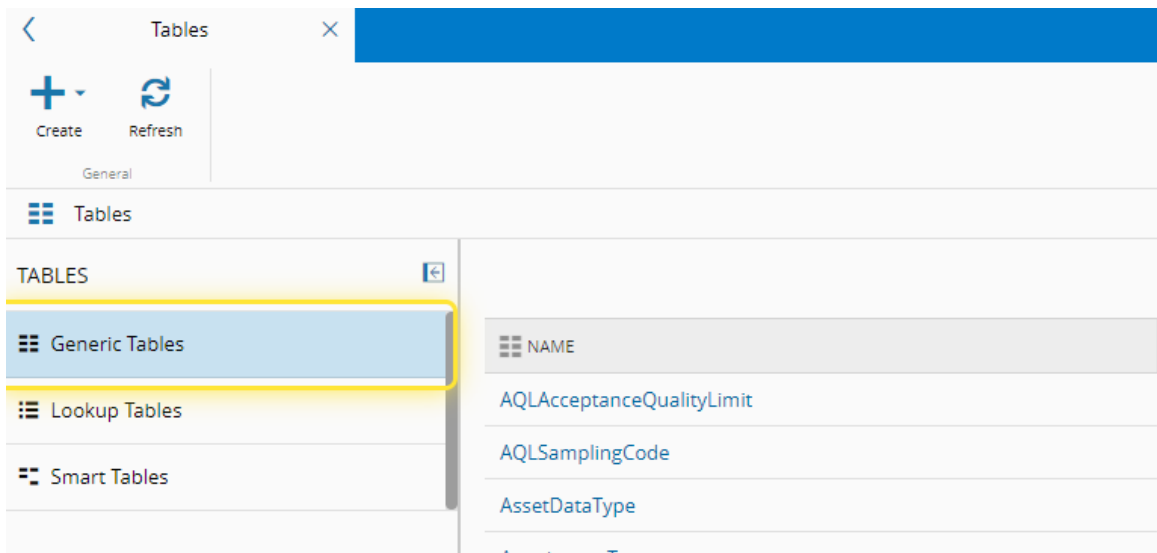 Tables
Create
Refresh
General
Tables
TABLES
Generic Tables
Lookup Tables
Smart Tables
NAME
AQLAcceptanceQualityLimit
AQLSamplingCode
AssetDataType